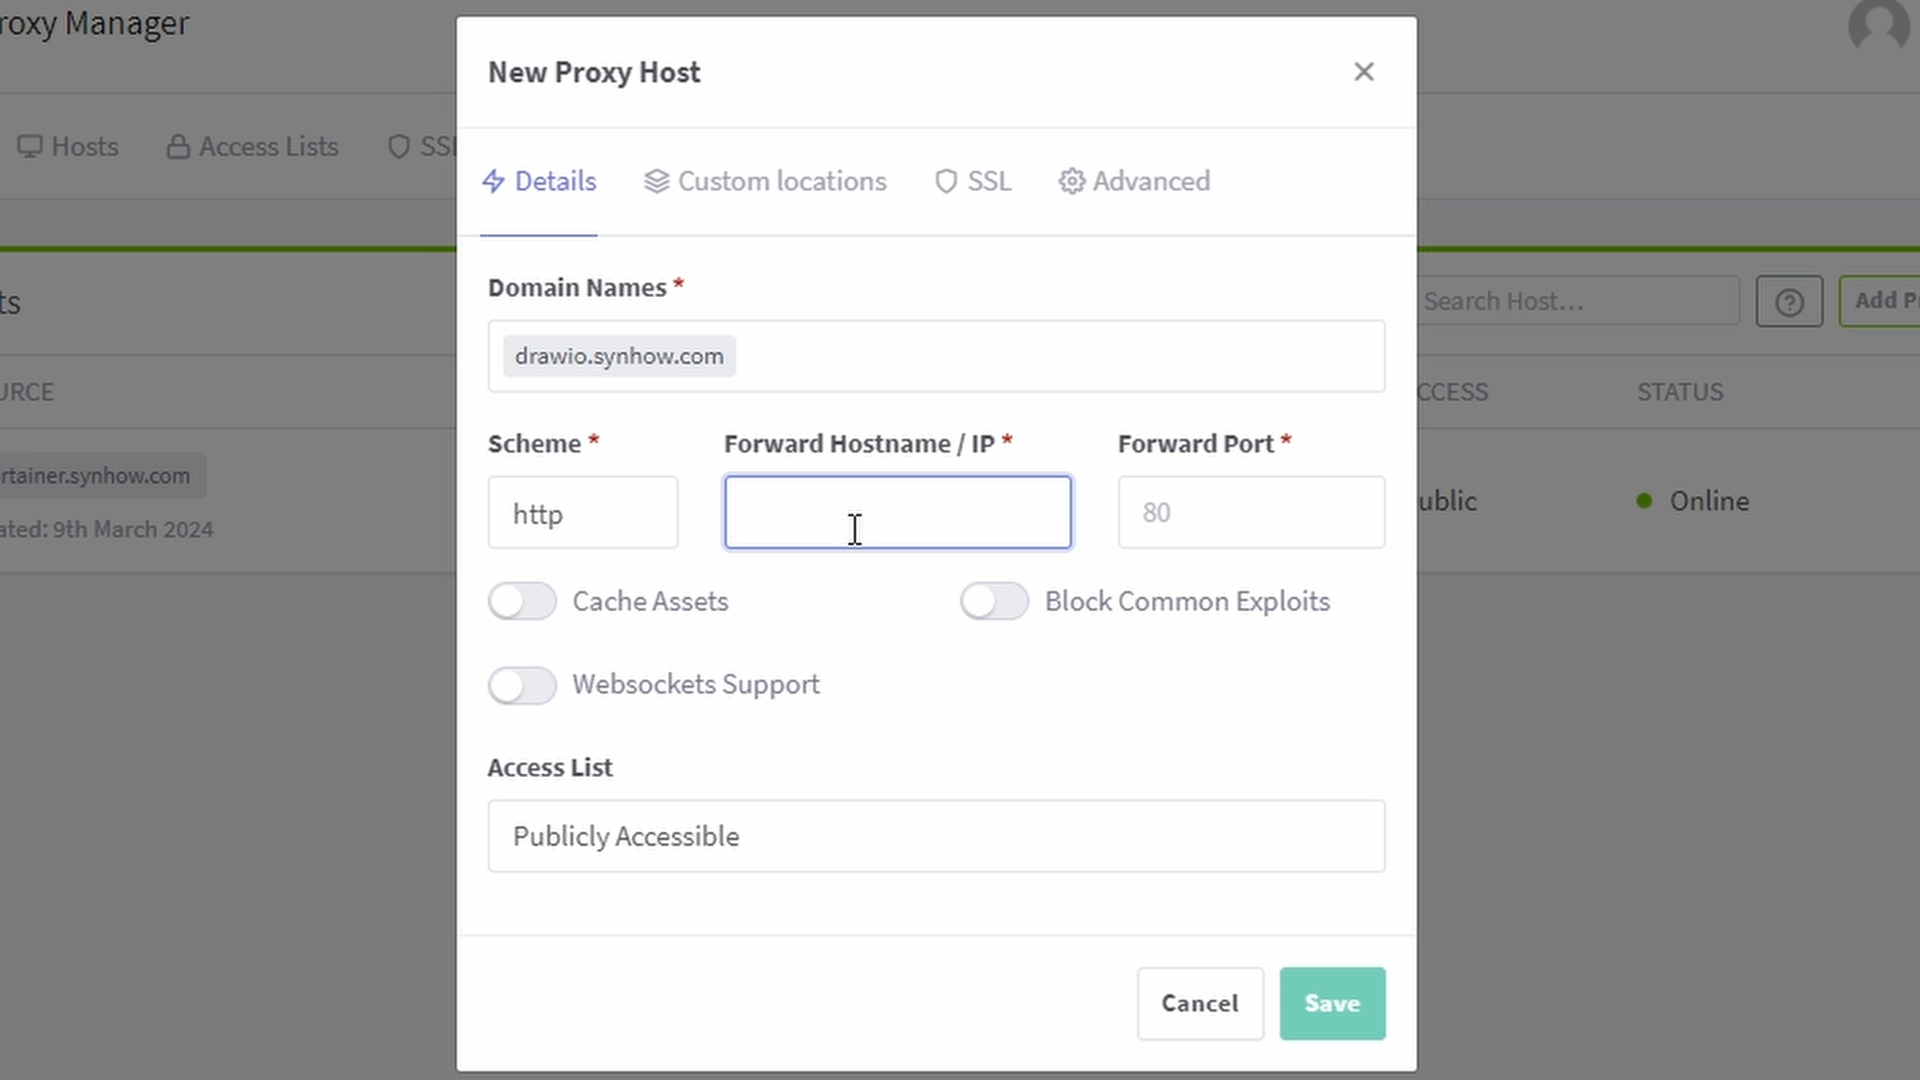 roxy Manager
New Proxy Host
Hosts
Access Lists
SSL
Details
Custom locations
SSL
Advanced
Domain Names *
drawio.synhow.com
ts
Search Host…
Add Pr
URCE
CCESS
STATUS
Scheme *
Forward Hostname / IP *
Forward Port *
rtainer.synhow.com
http
80
ublic
Online
ated: 9th March 2024
Cache Assets
Block Common Exploits
Websockets Support
Access List
Publicly Accessible
Cancel
Save